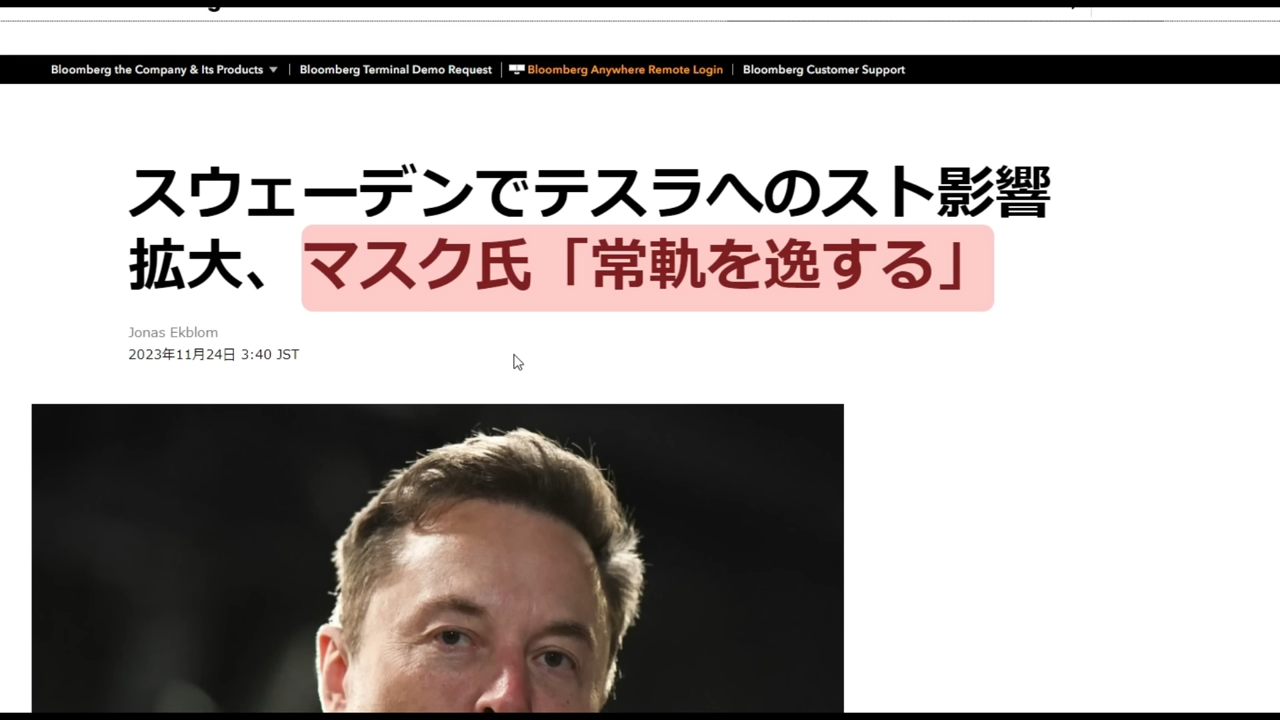 Bloomberg the Company & Its Products ▼ | Bloomberg Terminal Demo Request | Bloomberg Anywhere Remote Login | Bloomberg Customer Support
スウェーデンでテスラへのスト影響
拡大、マスク氏「常軌を逸する」
Jonas Ekblom
2023年11月24日 3:40 JST